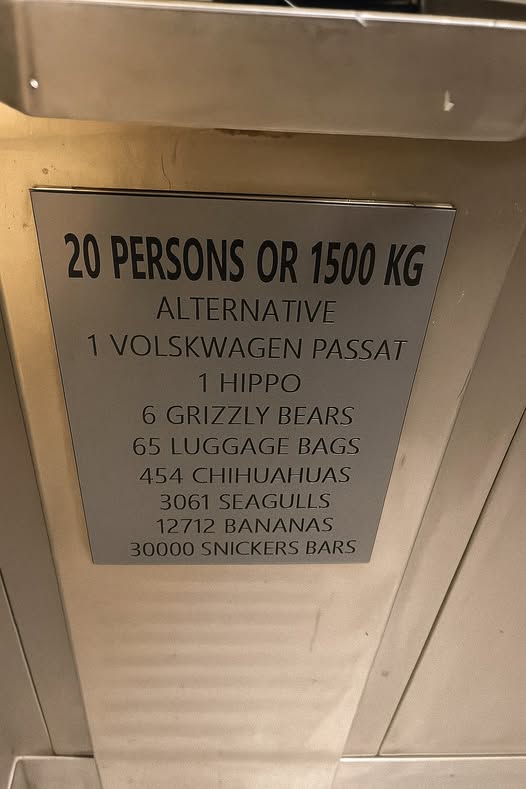 20 PERSONS OR 1500 KG
ALTERNATIVE
1 VOLSKWAGEN PASSAT
1 HIPPO
6 GRIZZLY BEARS
65 LUGGAGE BAGS
454 CHIHUAHUAS
3061 SEAGULLS
12712 BANANAS
30000 SNICKERS BARS